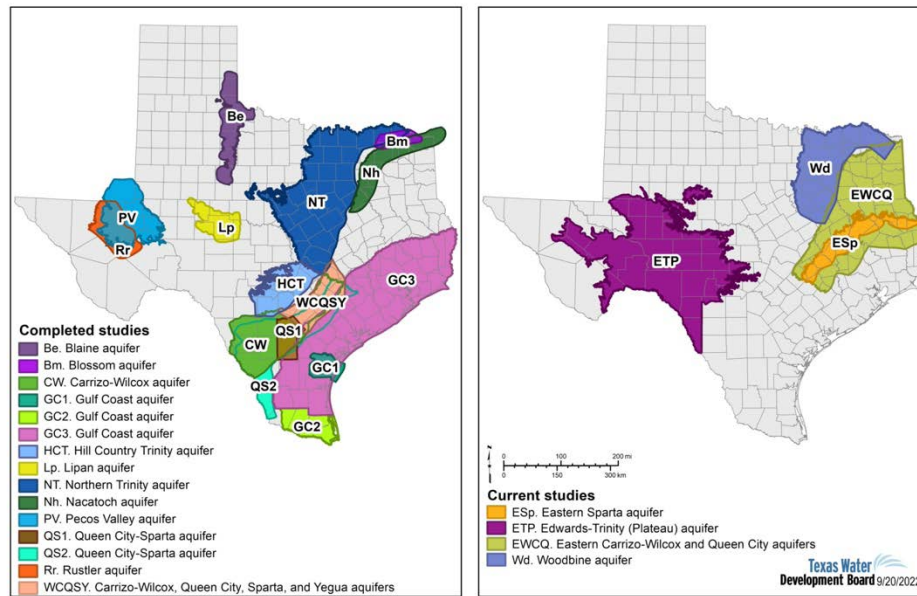 Be
Bm
Nh
NT
PV
Lp
Rr
HCT
GC3
WCQSY
QS1
CW
GC1
QS2
GC2
Completed studies
Be. Blaine aquifer
Bm. Blossom aquifer
CW. Carrizo-Wilcox aquifer
GC1. Gulf Coast aquifer
GC2. Gulf Coast aquifer
GC3. Gulf Coast aquifer
HCT. Hill Country Trinity aquifer
Lp. Lipan aquifer
NT. Northern Trinity aquifer
Nh. Nacatoch aquifer
PV. Pecos Valley aquifer
QS1. Queen City-Sparta aquifer
QS2. Queen City-Sparta aquifer
Rr. Rustler aquifer
WCQSY. Carrizo-Wilcox, Queen City, Sparta, and Yegua aquifers
Wd
EWCQ
ESp
ETP
0 100 200 mi
0 150 300 km
Current studies
ESp. Eastern Sparta aquifer
ETP. Edwards-Trinity (Plateau) aquifer
EWCQ. Eastern Carrizo-Wilcox and Queen City aquifers
Wd. Woodbine aquifer
Texas Water
Development Board 9/20/2022